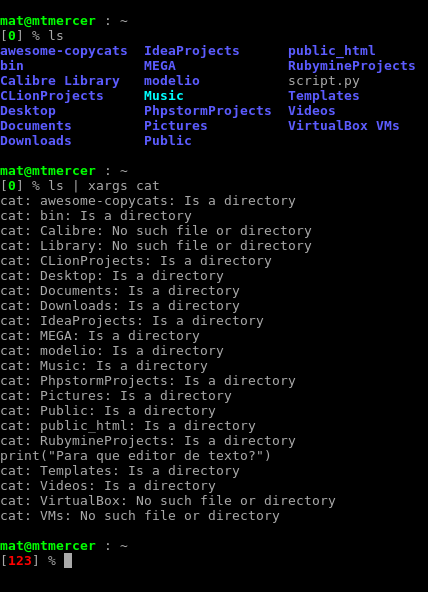 mat@mtmercer : ~
[0] % ls
awesome-copycats  IdeaProjects      public_html
bin               MEGA              RubymineProjects
Calibre Library   modelio           script.py
CLionProjects     Music             Templates
Desktop           PhpstormProjects  Videos
Documents         Pictures          VirtualBox VMs
Downloads         Public
mat@mtmercer : ~
[0] % ls | xargs cat
cat: awesome-copycats: Is a directory
cat: bin: Is a directory
cat: Calibre: No such file or directory
cat: Library: No such file or directory
cat: CLionProjects: Is a directory
cat: Desktop: Is a directory
cat: Documents: Is a directory
cat: Downloads: Is a directory
cat: IdeaProjects: Is a directory
cat: MEGA: Is a directory
cat: modelio: Is a directory
cat: Music: Is a directory
cat: PhpstormProjects: Is a directory
cat: Pictures: Is a directory
cat: Public: Is a directory
cat: public_html: Is a directory
cat: RubymineProjects: Is a directory
print("Para que editor de texto?")
cat: Templates: Is a directory
cat: Videos: Is a directory
cat: VirtualBox: No such file or directory
cat: VMs: No such file or directory
mat@mtmercer : ~
[123] %